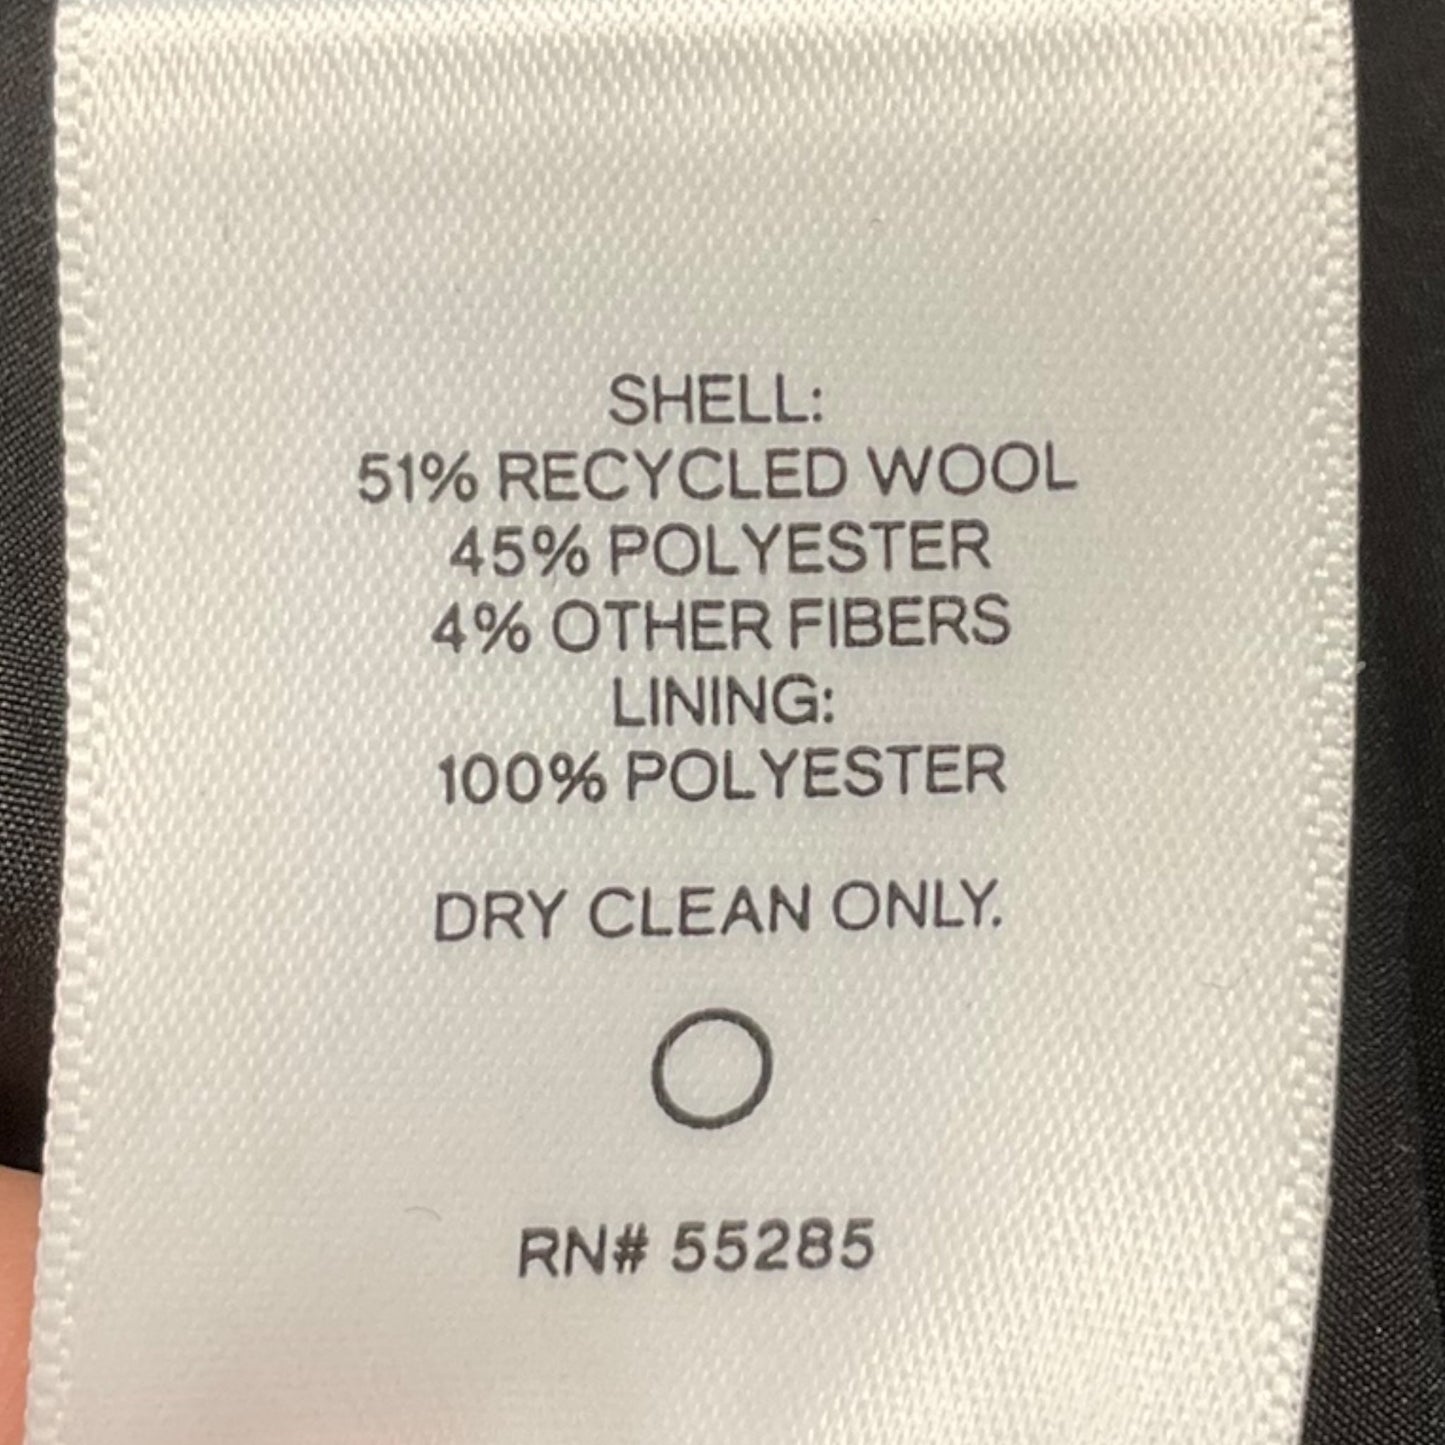 SHELL:
51% RECYCLED WOOL
45% POLYESTER
4% OTHER FIBERS
LINING:
100% POLYESTER
DRY CLEAN ONLY.
RN# 55285